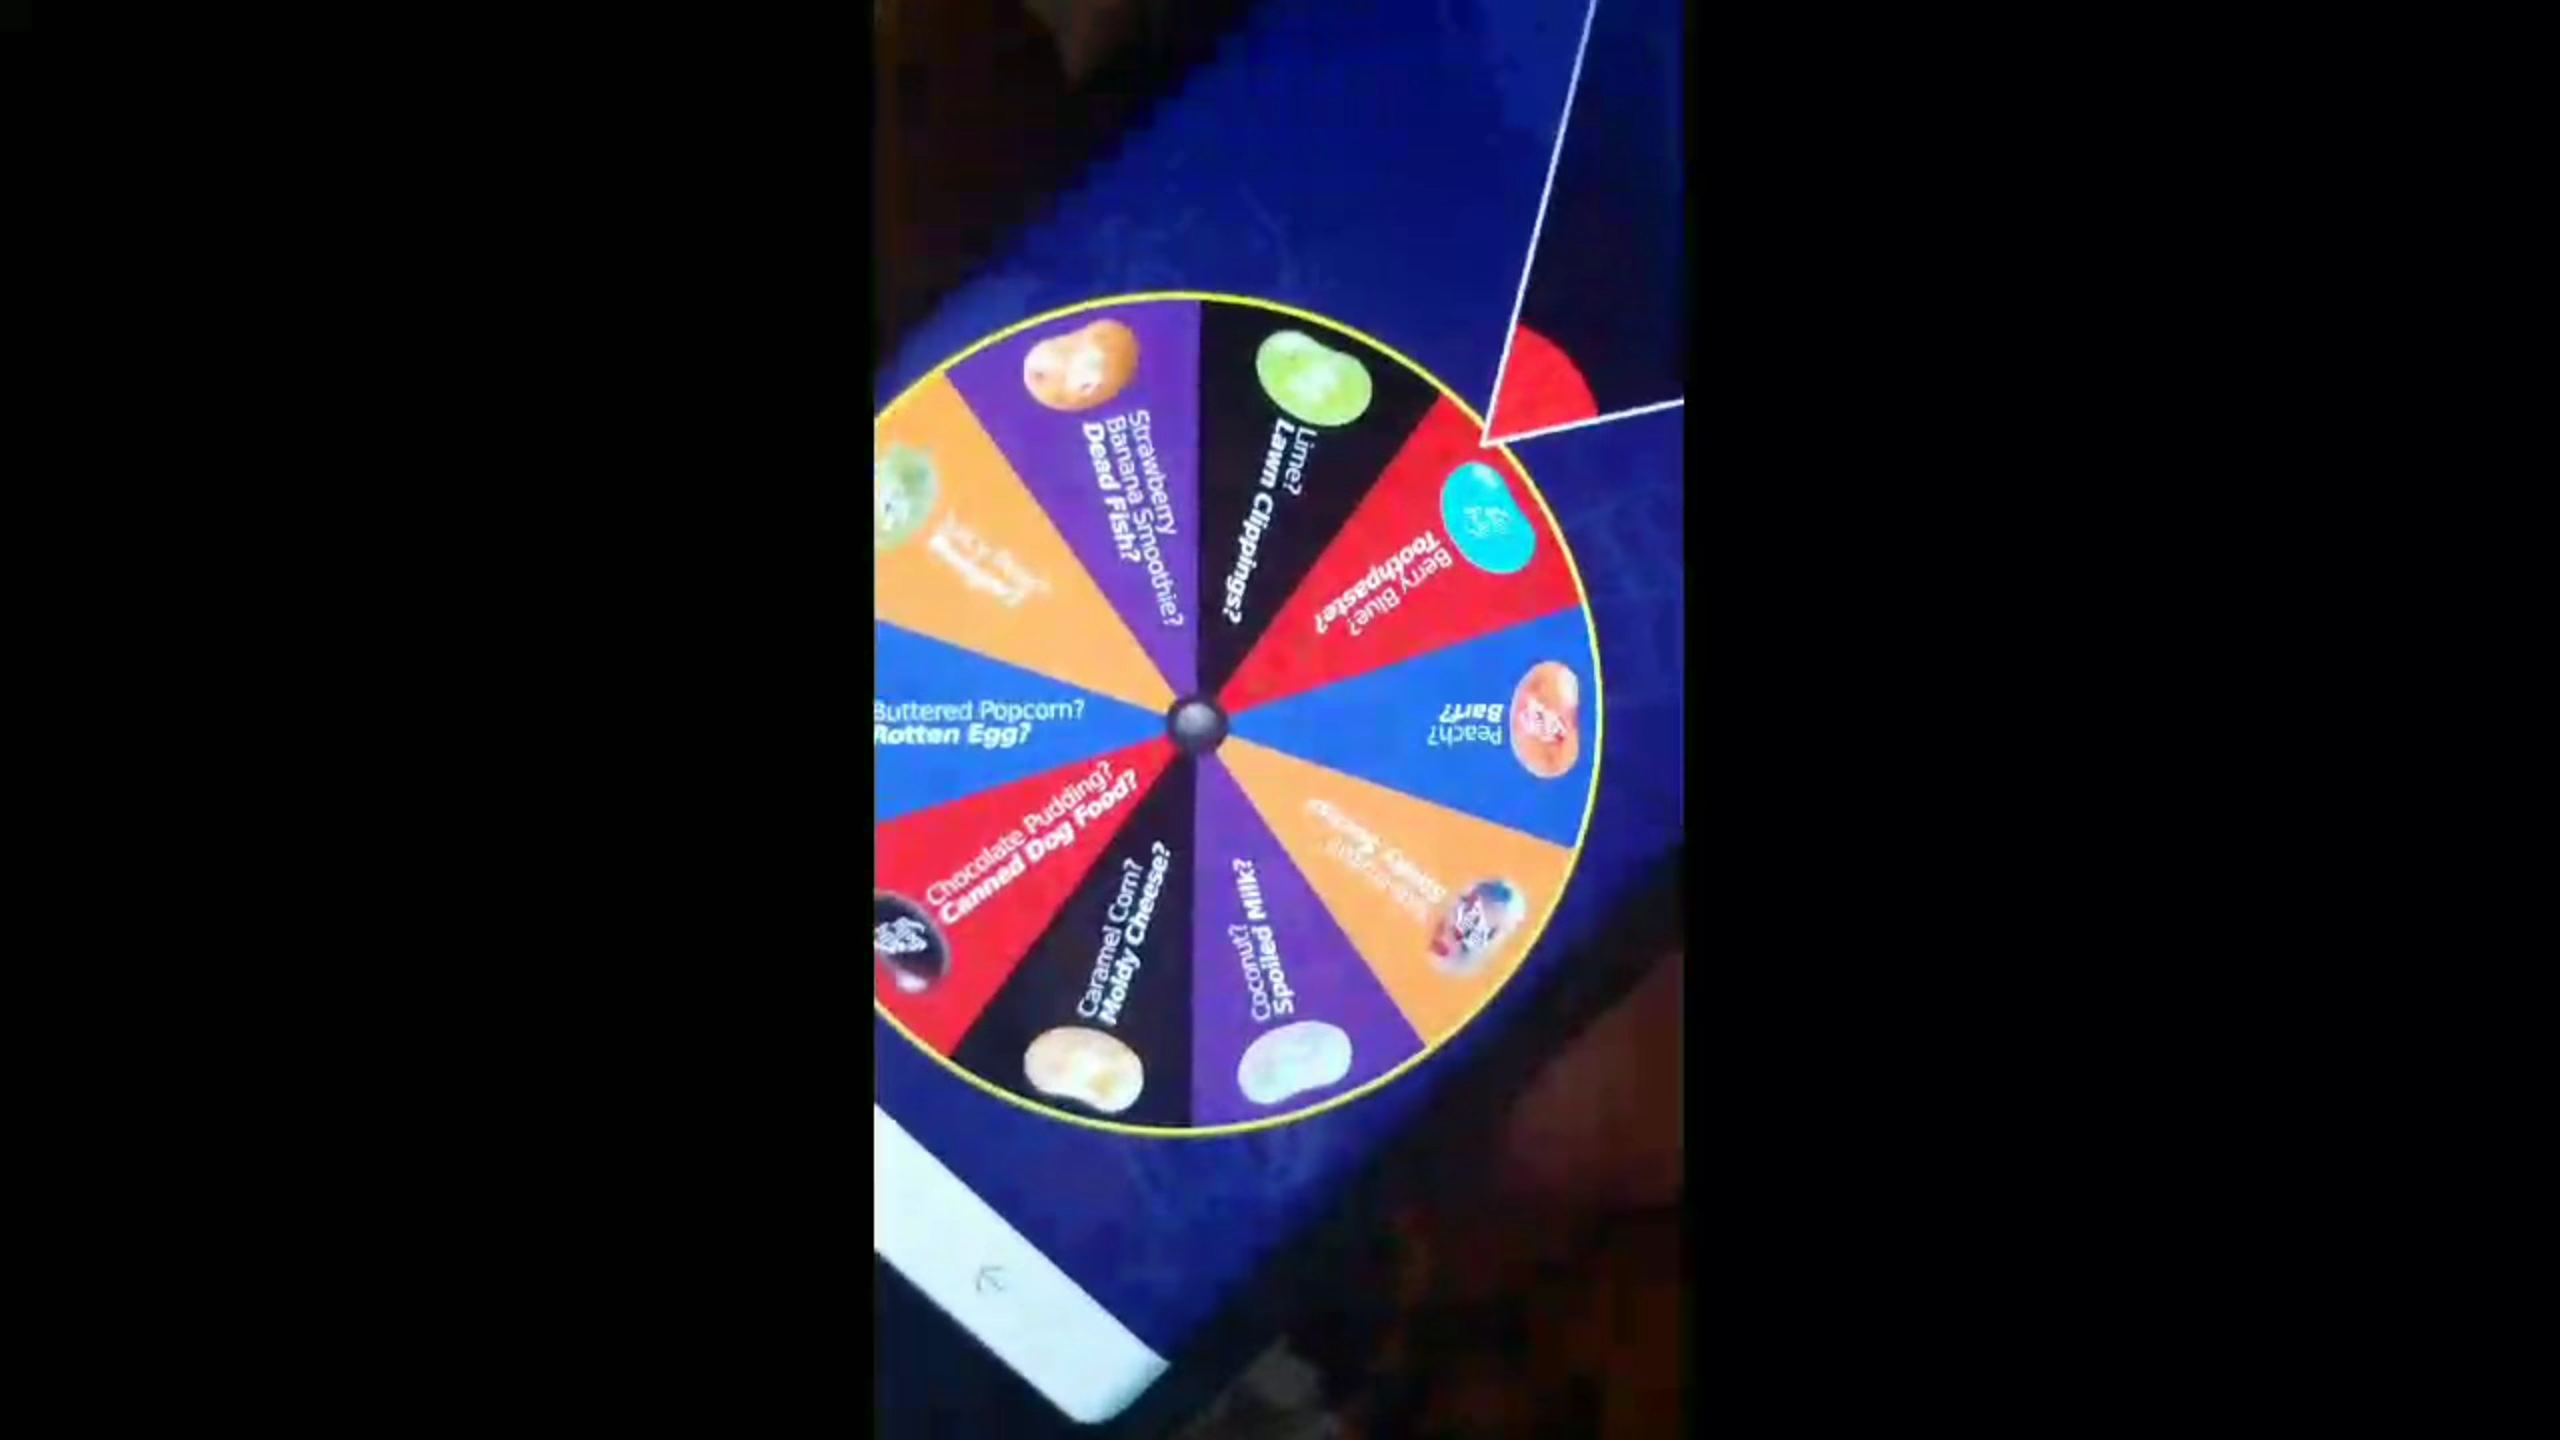 Strawberry
Banana Smoothie?
Dead Fish?
Lime?
Lawn Clippings?
Berry Blue?
Toothpaste?
Peach?
Barf?
Coconut?
Spoiled Milk?
Caramel Corn?
Moldy Cheese?
Chocolate Pudding?
Canned Dog Food?
Buttered Popcorn?
Rotten Egg?